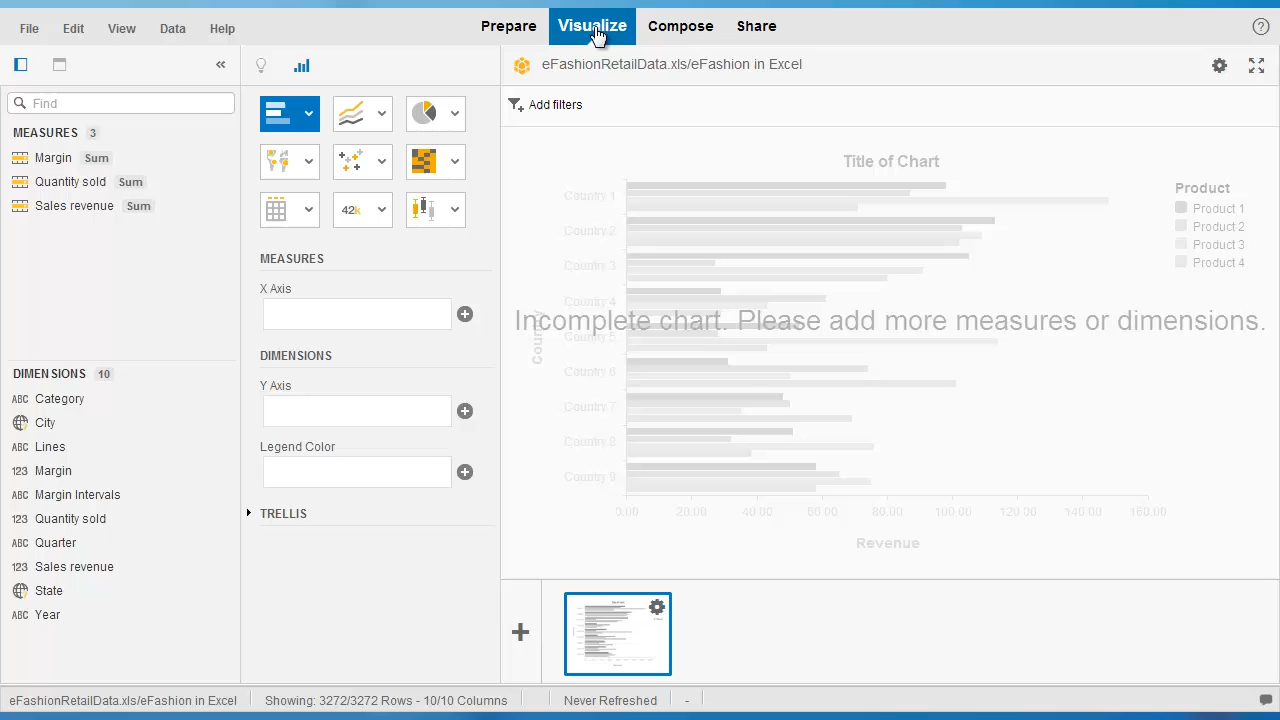 File Edit View Data Help
Prepare Visualize Compose Share
?
«
eFashionRetailData.xls/eFashion in Excel
Find
Add filters
MEASURES 3
Margin Sum
Quantity sold Sum
Sales revenue Sum
DIMENSIONS 10
ABC Category
City
ABC Lines
123 Margin
ABC Margin Intervals
123 Quantity sold
ABC Quarter
123 Sales revenue
State
ABC Year
42k
MEASURES
X Axis
DIMENSIONS
Y Axis
Legend Color
TRELLIS
Title of Chart
Country 1
Country 2
Country 3
Country 4
Country 5
Country 6
Country 7
Country 8
Country 9
Country
Incomplete chart. Please add more measures or dimensions.
0.00 20.00 40.00 60.00 80.00 100.00 120.00 140.00 160.00
Revenue
Product
Product 1
Product 2
Product 3
Product 4
eFashionRetailData.xls/eFashion in Excel
Showing: 3272/3272 Rows - 10/10 Columns
Never Refreshed
-